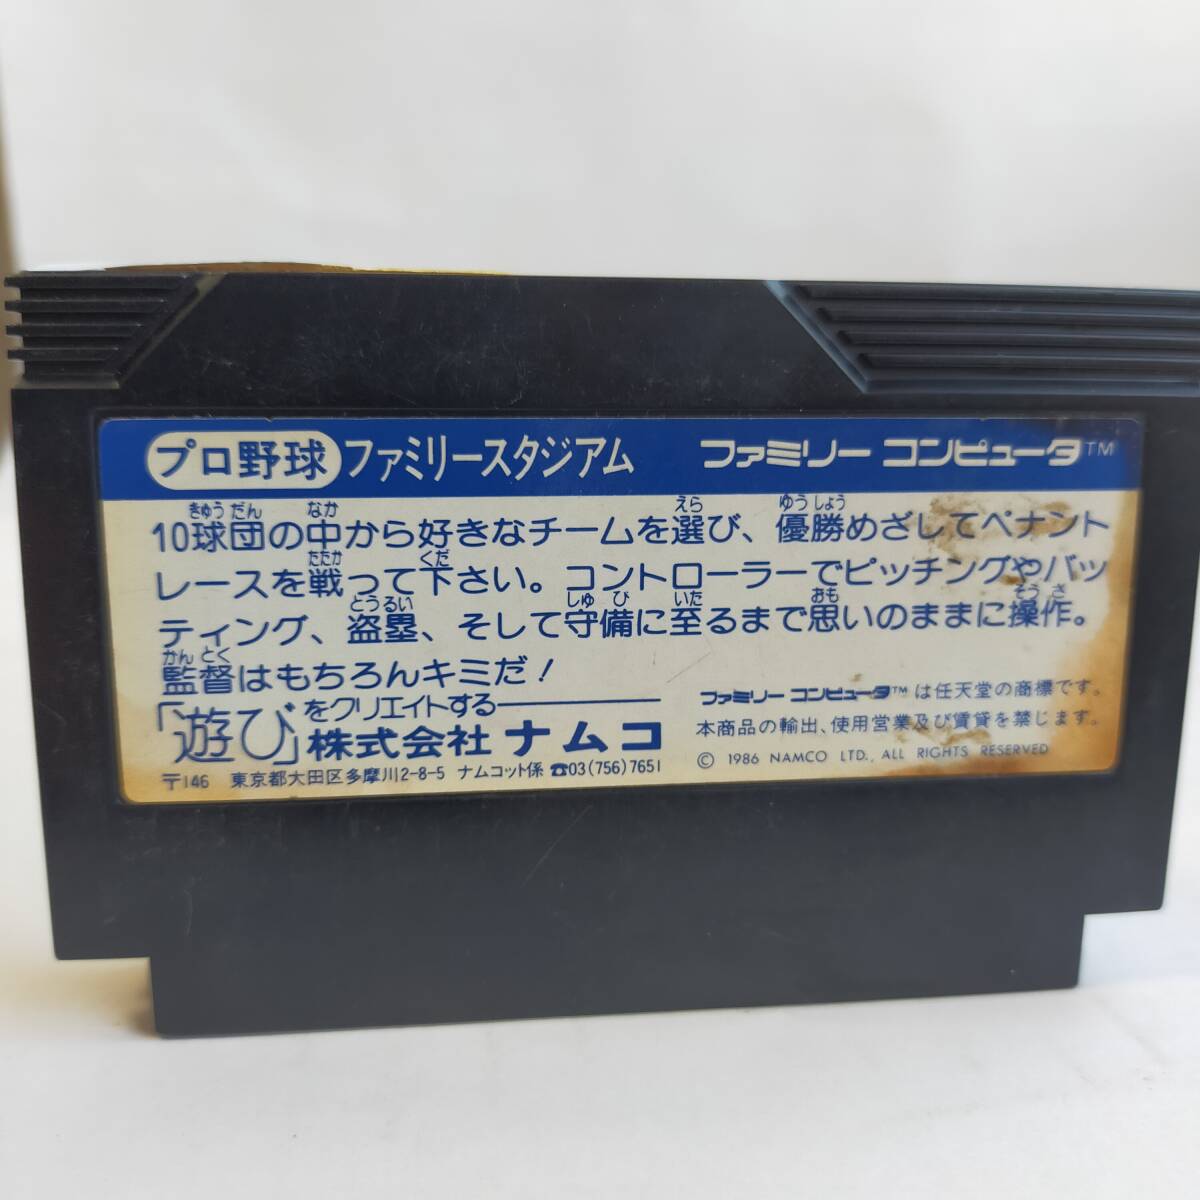 プロ野球 ファミリースタジアム ファミリー コンピュータ™
きゅう だん なか えら ゆう しょう
10球団の中から好きなチームを選び、優勝めざしてペナント
たたか くだ
レースを戦って下さい。コントローラーでピッチングやバッ
とうるい しゅ び いた おも そう さ
ティング、盗塁、そして守備に至るまで思いのままに操作。
かん とく
監督はもちろんキミだ!
「遊び」をクリエイトする
株式会社 ナムコ
〒146 東京都大田区多摩川2-8-5 ナムコット係 ☎03(756)7651
ファミリー コンピュータ™は任天堂の商標です。
本商品の輸出、使用営業及び賃貸を禁じます。
© 1986 NAMCO LTD., ALL RIGHTS RESERVED